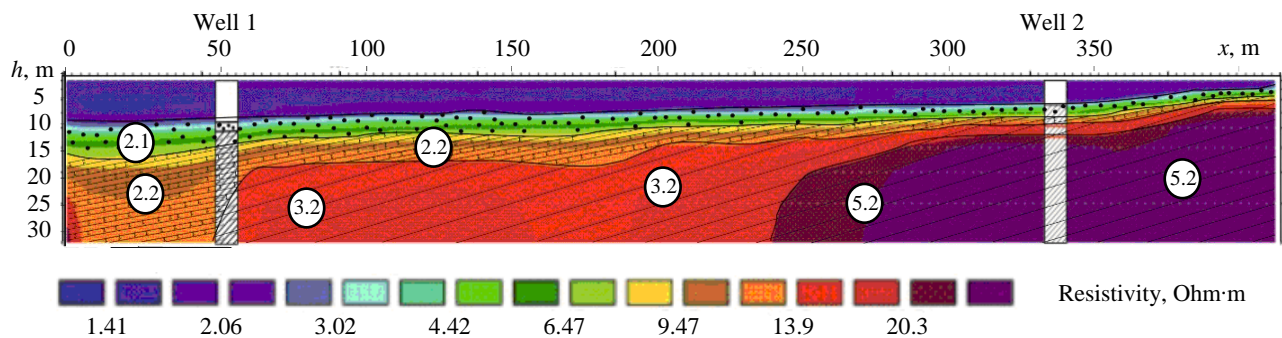 Well 1 Well 2
0 50 100 150 200 250 300 350 x, m
h, m
5
10
15
20
25
30
2.1
2.2
2.2
3.2
3.2
5.2
5.2
Resistivity, Ohm·m
1.41 2.06 3.02 4.42 6.47 9.47 13.9 20.3